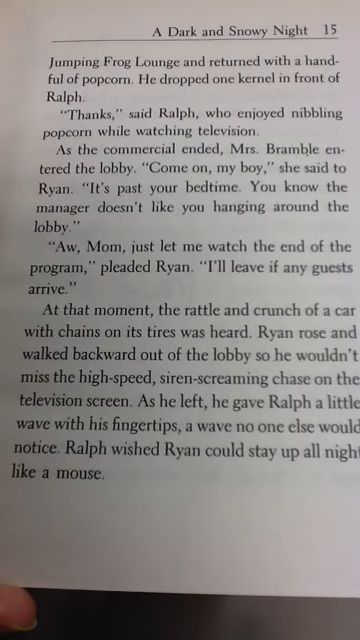 A Dark and Snowy Night 15
Jumping Frog Lounge and returned with a hand-
ful of popcorn. He dropped one kernel in front of
Ralph.
"Thanks," said Ralph, who enjoyed nibbling
popcorn while watching television.
As the commercial ended, Mrs. Bramble en-
tered the lobby. "Come on, my boy," she said to
Ryan. "It's past your bedtime. You know the
manager doesn't like you hanging around the
lobby."
"Aw, Mom, just let me watch the end of the
program," pleaded Ryan. "I'll leave if any guests
arrive."
At that moment, the rattle and crunch of a car
with chains on its tires was heard. Ryan rose and
walked backward out of the lobby so he wouldn't
miss the high-speed, siren-screaming chase on the
television screen. As he left, he gave Ralph a little
wave with his fingertips, a wave no one else would
notice. Ralph wished Ryan could stay up all night
like a mouse.